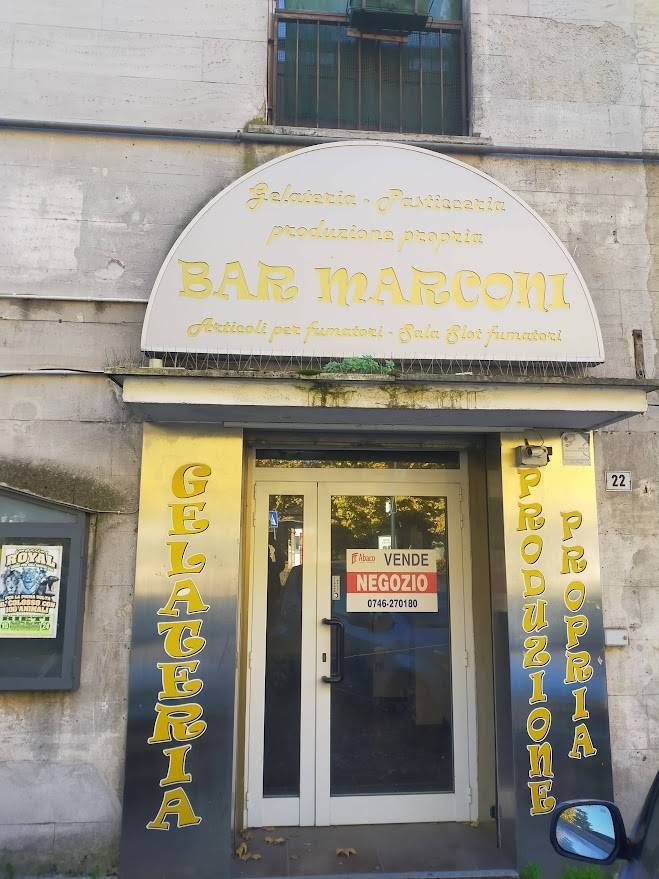 Gelateria - Pasticceria
produzione propria
BAR MARCONI
Articoli per fumatori - Sala Slot fumatori
GELATERIA
PRODUZIONE
PROPRIA
22
Abaco VENDE
NEGOZIO
0746-270180
ROYAL